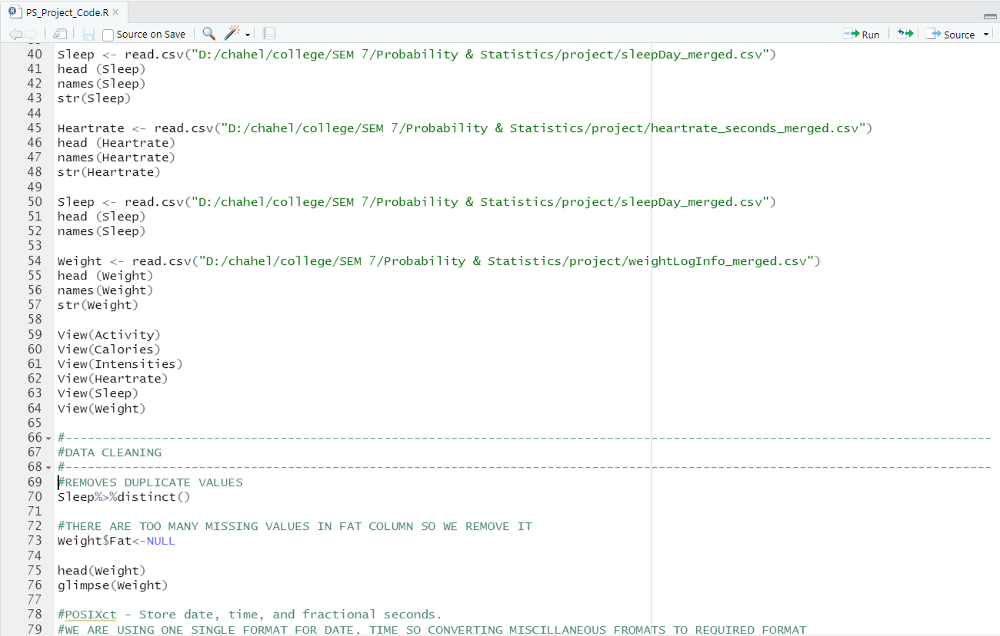 PS_Project_Code.R
Source on Save
Run
Source
40 Sleep <- read.csv("D:/chahel/college/SEM 7/Probability & Statistics/project/sleepDay_merged.csv")
41 head (Sleep)
42 names(Sleep)
43 str(Sleep)
44
45 Heartrate <- read.csv("D:/chahel/college/SEM 7/Probability & Statistics/project/heartrate_seconds_merged.csv")
46 head (Heartrate)
47 names(Heartrate)
48 str(Heartrate)
49
50 Sleep <- read.csv("D:/chahel/college/SEM 7/Probability & Statistics/project/sleepDay_merged.csv")
51 head (Sleep)
52 names(Sleep)
53
54 Weight <- read.csv("D:/chahel/college/SEM 7/Probability & Statistics/project/weightLogInfo_merged.csv")
55 head (Weight)
56 names(Weight)
57 str(Weight)
58
59 View(Activity)
60 View(Calories)
61 View(Intensities)
62 View(Heartrate)
63 View(Sleep)
64 View(Weight)
65
66 #-----------------------------------------------------------------------------------------------------------------------------
67 #DATA CLEANING
68 #-----------------------------------------------------------------------------------------------------------------------------
69 #REMOVES DUPLICATE VALUES
70 Sleep%>%distinct()
71
72 #THERE ARE TOO MANY MISSING VALUES IN FAT COLUMN SO WE REMOVE IT
73 Weight$Fat<-NULL
74
75 head(Weight)
76 glimpse(Weight)
77
78 #POSIXct - Store date, time, and fractional seconds.
79 #WE ARE USING ONE SINGLE FORMAT FOR DATE, TIME SO CONVERTING MISCILLANEOUS FROMATS TO REQUIRED FORMAT